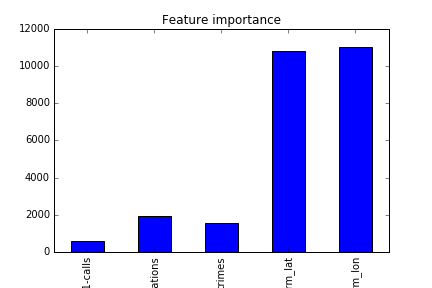 Feature importance
12000
10000
8000
6000
4000
2000
0
1-calls
ations
crimes
rm_lat
rm_lon